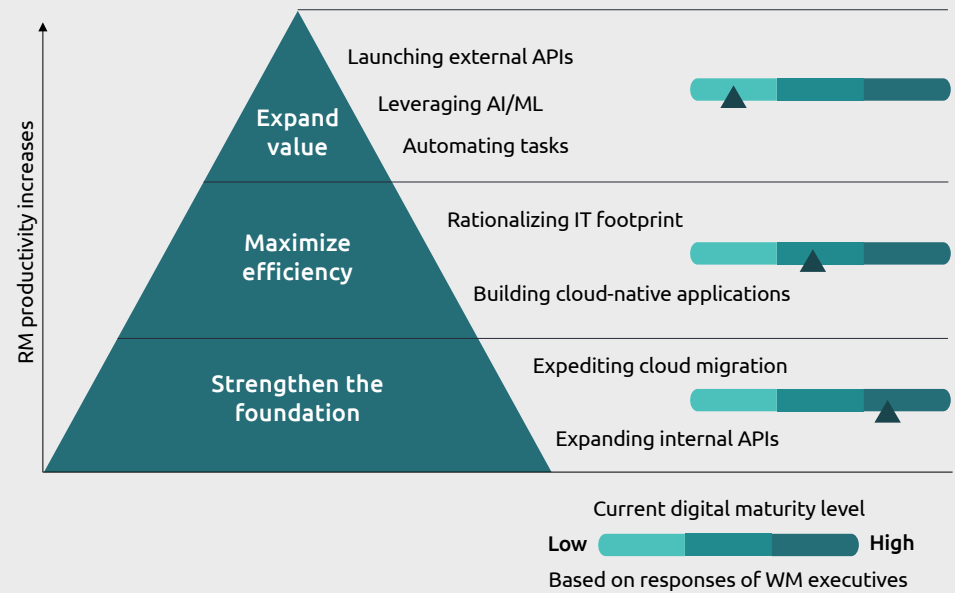 RM productivity increases
Expand
value
Launching external APIs
Leveraging AI/ML
Automating tasks
Maximize
efficiency
Rationalizing IT footprint
Building cloud-native applications
Strengthen the
foundation
Expediting cloud migration
Expanding internal APIs
Current digital maturity level
Low High
Based on responses of WM executives